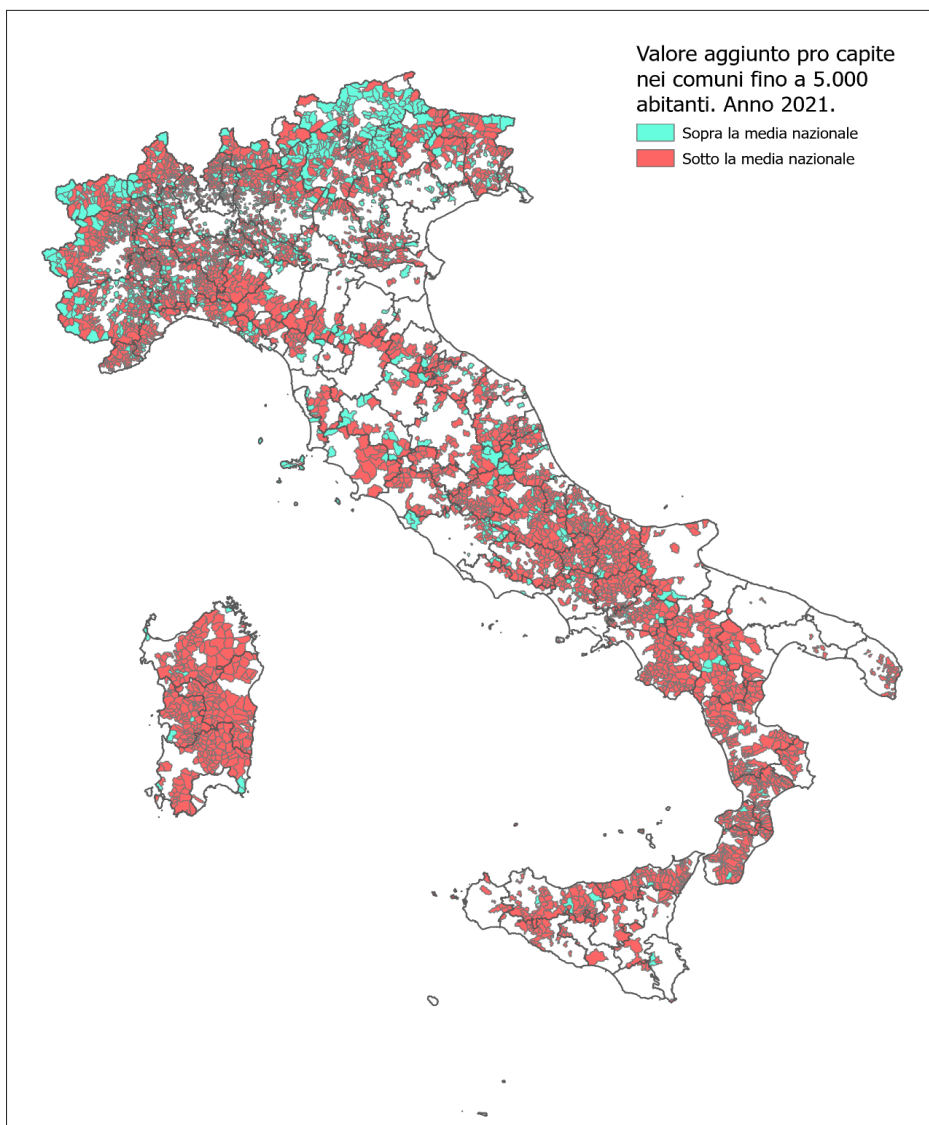 Valore aggiunto pro capite
nei comuni fino a 5.000
abitanti. Anno 2021.
Sopra la media nazionale
Sotto la media nazionale